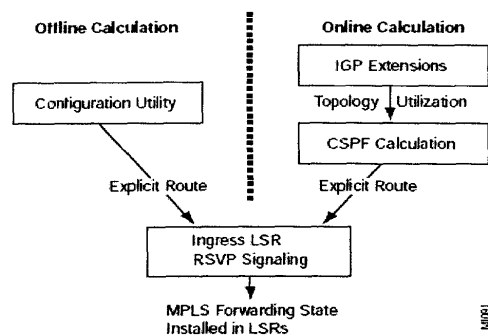 Offline Calculation
Online Calculation
IGP Extensions
Configuration Utility
Topology Utilization
CSPF Calculation
Explicit Route
Explicit Route
Ingress LSR
RSVP Signaling
MPLS Forwarding State
Installed in LSRs